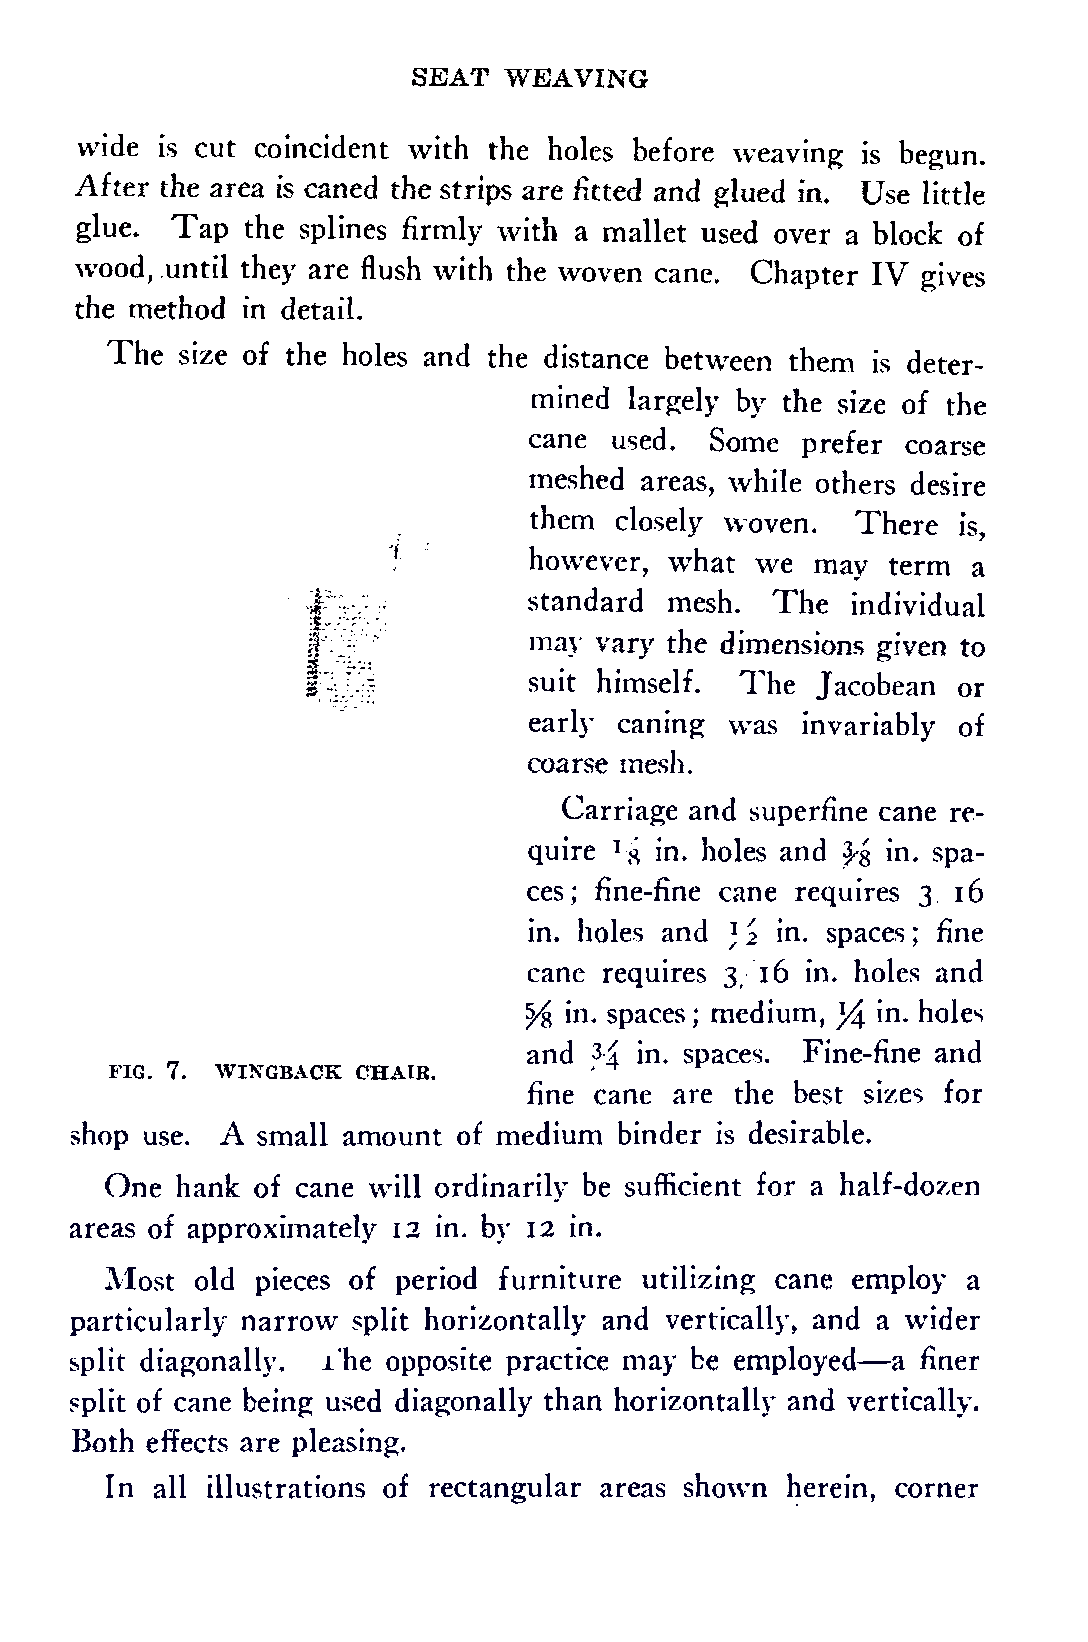 SEAT WEAVING
wide is cut coincident with the holes before weaving is begun.
After the area is caned the strips are fitted and glued in. Use little
glue. Tap the splines firmly with a mallet used over a block of
wood, until they are flush with the woven cane. Chapter IV gives
the method in detail.
The size of the holes and the distance between them is deter-
mined largely by the size of the
cane used. Some prefer coarse
meshed areas, while others desire
them closely woven. There is,
however, what we may term a
standard mesh. The individual
may vary the dimensions given to
suit himself. The Jacobean or
early caning was invariably of
coarse mesh.
Carriage and superfine cane re-
quire 1/8 in. holes and 3/8 in. spa-
ces; fine-fine cane requires 3/16
in. holes and 1/2 in. spaces; fine
cane requires 3/16 in. holes and
5/8 in. spaces; medium, 1/4 in. holes
and 3/4 in. spaces. Fine-fine and
FIG. 7. WINGBACK CHAIR.
fine cane are the best sizes for
shop use. A small amount of medium binder is desirable.
One hank of cane will ordinarily be sufficient for a half-dozen
areas of approximately 12 in. by 12 in.
Most old pieces of period furniture utilizing cane employ a
particularly narrow split horizontally and vertically, and a wider
split diagonally. The opposite practice may be employed—a finer
split of cane being used diagonally than horizontally and vertically.
Both effects are pleasing.
In all illustrations of rectangular areas shown herein, corner